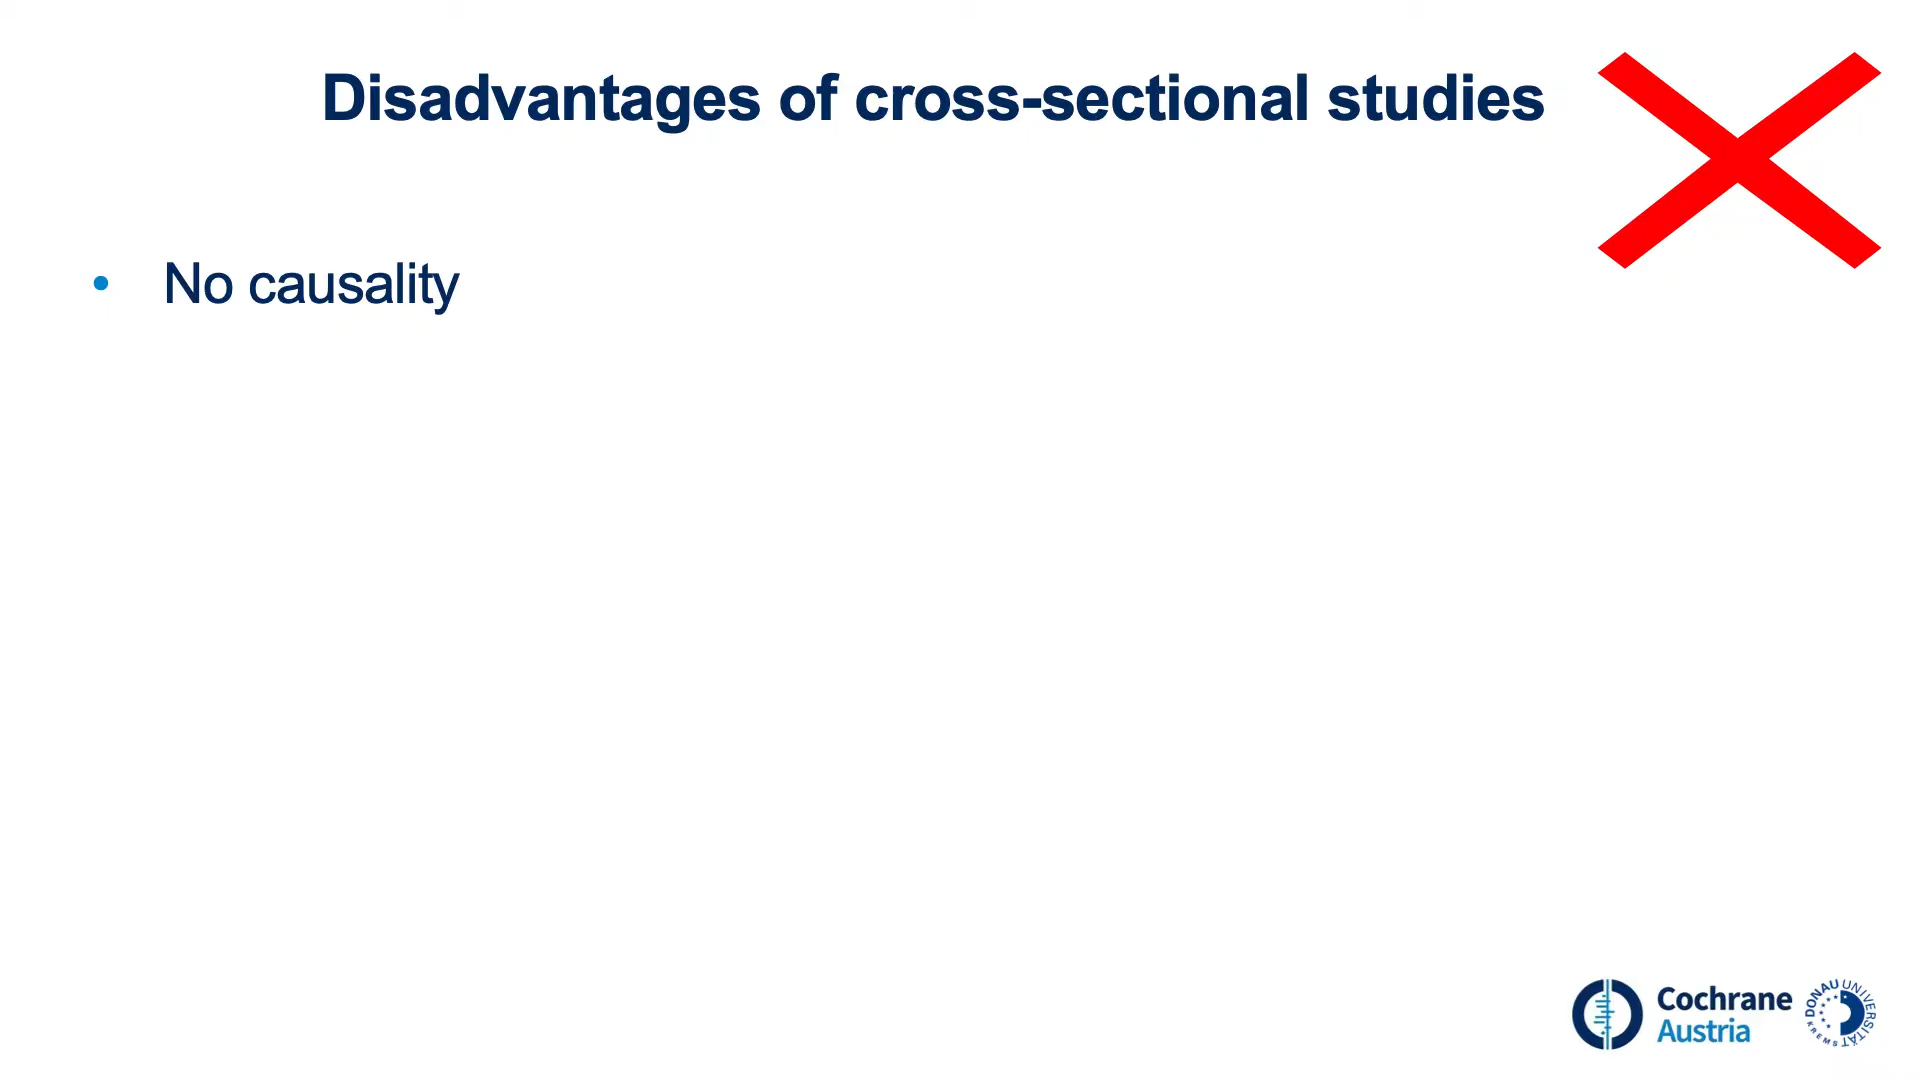 Disadvantages of cross-sectional studies
• No causality
Cochrane
Austria
DONAU UNIVERSITÄT
KREMS